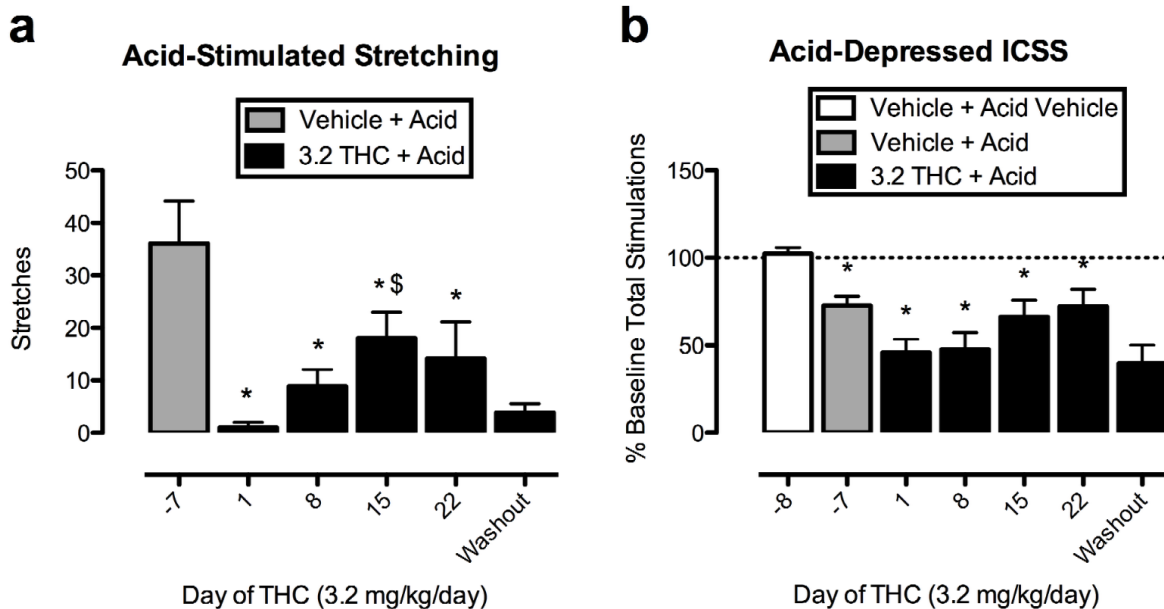 a
Acid-Stimulated Stretching
Vehicle + Acid
3.2 THC + Acid
Stretches
50
40
30
20
10
0
* 
*
* $
*
-7
1
8
15
22
Washout
Day of THC (3.2 mg/kg/day)
b
Acid-Depressed ICSS
Vehicle + Acid Vehicle
Vehicle + Acid
3.2 THC + Acid
% Baseline Total Stimulations
150
100
50
0
*
*
*
*
*
-8
-7
1
8
15
22
Washout
Day of THC (3.2 mg/kg/day)